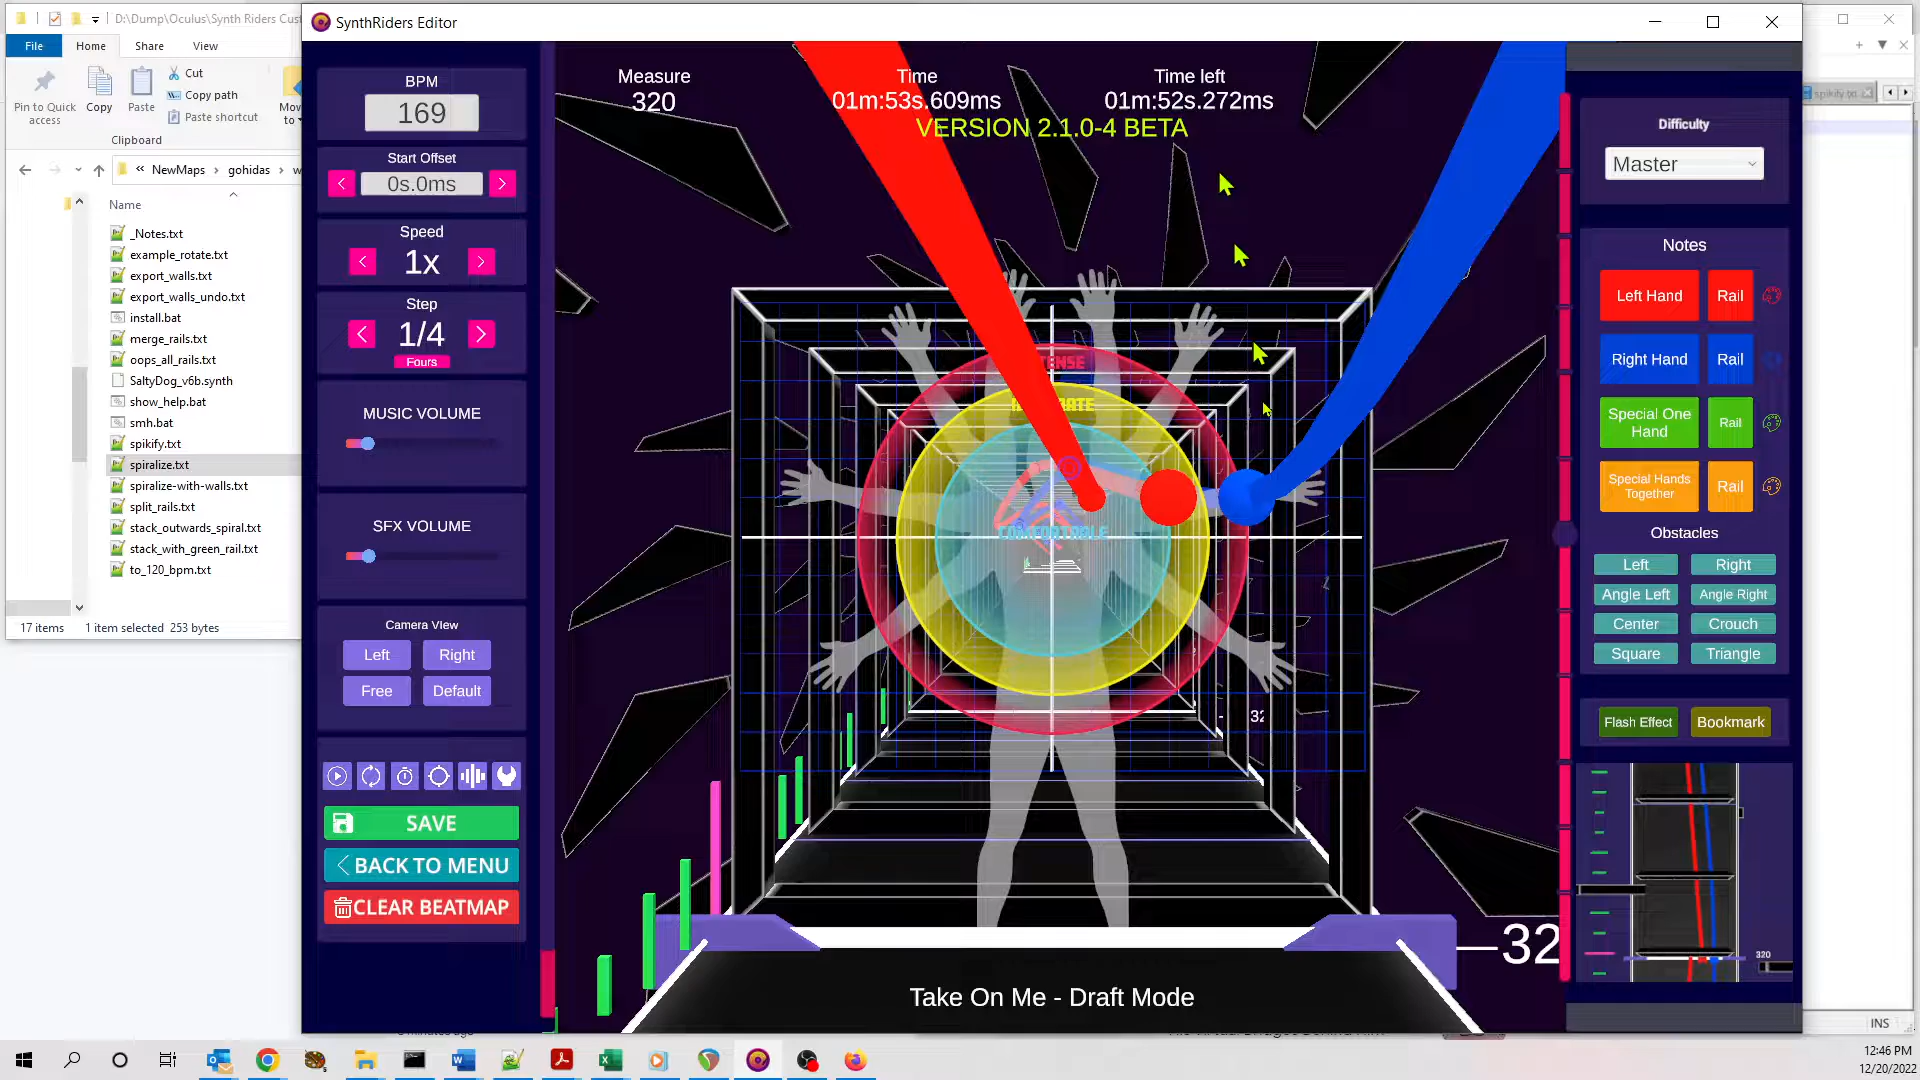 D:\Dump\Oculus\Synth Riders Cust
File
Home
Share
View
Pin to Quick access
Copy
Paste
Cut
Copy path
Paste shortcut
Move to
Clipboard
« NewMaps › gohidas › w
Name
_Notes.txt
example_rotate.txt
export_walls.txt
export_walls_undo.txt
install.bat
merge_rails.txt
oops_all_rails.txt
SaltyDog_v6b.synth
show_help.bat
smh.bat
spikify.txt
spiralize.txt
spiralize-with-walls.txt
split_rails.txt
stack_outwards_spiral.txt
stack_with_green_rail.txt
to_120_bpm.txt
17 items 1 item selected 253 bytes
SynthRiders Editor
BPM
169
Start Offset
0s.0ms
Speed
1x
Step
1/4
Fours
MUSIC VOLUME
SFX VOLUME
Camera View
Left Right
Free Default
SAVE
BACK TO MENU
CLEAR BEATMAP
Measure
320
Time
01m:53s.609ms
Time left
01m:52s.272ms
VERSION 2.1.0-4 BETA
COMFORTABLE
32
32
Take On Me - Draft Mode
Difficulty
Master
Notes
Left Hand Rail
Right Hand Rail
Special One Hand Rail
Special Hands Together Rail
Obstacles
Left Right
Angle Left Angle Right
Center Crouch
Square Triangle
Flash Effect Bookmark
320
spikify.txt
INS
12:46 PM
12/20/2022